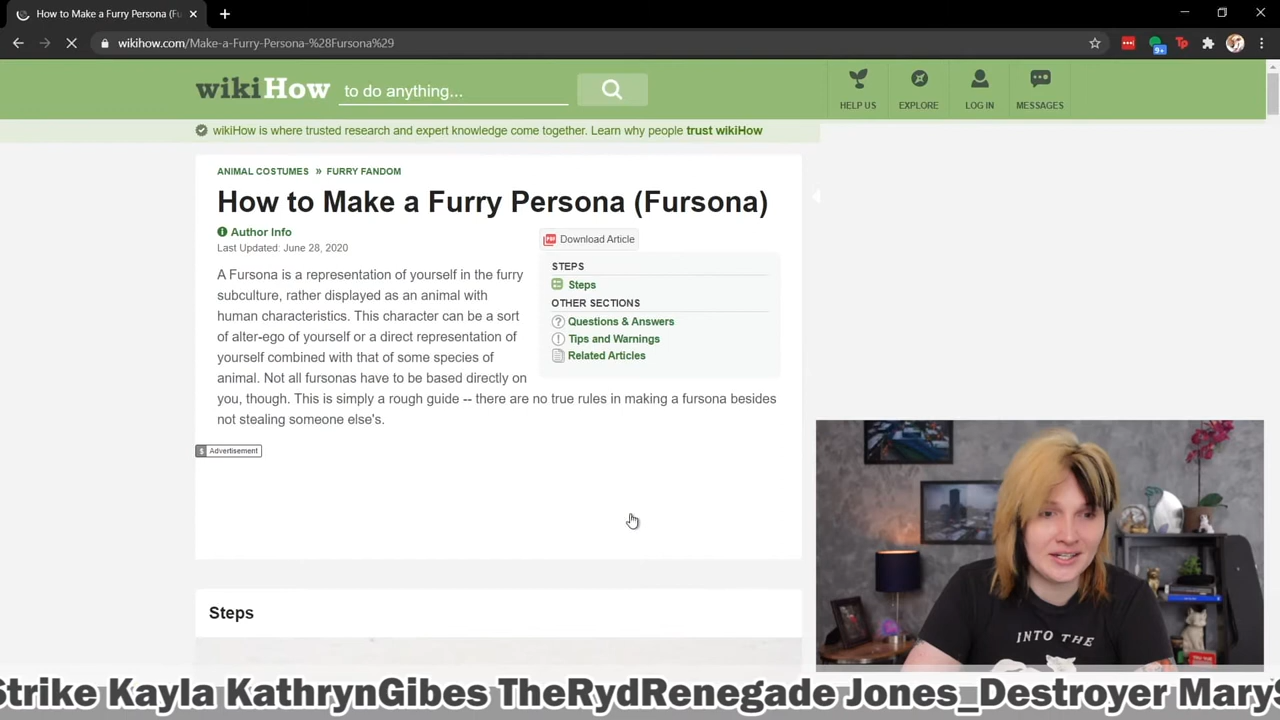 How to Make a Furry Persona (Fu
wikihow.com/Make-a-Furry-Persona-%28Fursona%29
9+
wikiHow
to do anything...
HELP US
EXPLORE
LOG IN
MESSAGES
wikiHow is where trusted research and expert knowledge come together. Learn why people trust wikiHow
ANIMAL COSTUMES » FURRY FANDOM
How to Make a Furry Persona (Fursona)
Author Info
Last Updated: June 28, 2020
PDF Download Article
A Fursona is a representation of yourself in the furry
subculture, rather displayed as an animal with
human characteristics. This character can be a sort
of alter-ego of yourself or a direct representation of
yourself combined with that of some species of
animal. Not all fursonas have to be based directly on
you, though. This is simply a rough guide -- there are no true rules in making a fursona besides
not stealing someone else's.
STEPS
Steps
OTHER SECTIONS
Questions & Answers
Tips and Warnings
Related Articles
$ Advertisement
Steps
INTO THE
Strike Kayla KathrynGibes TheRydRenegade Jones_Destroyer MaryS